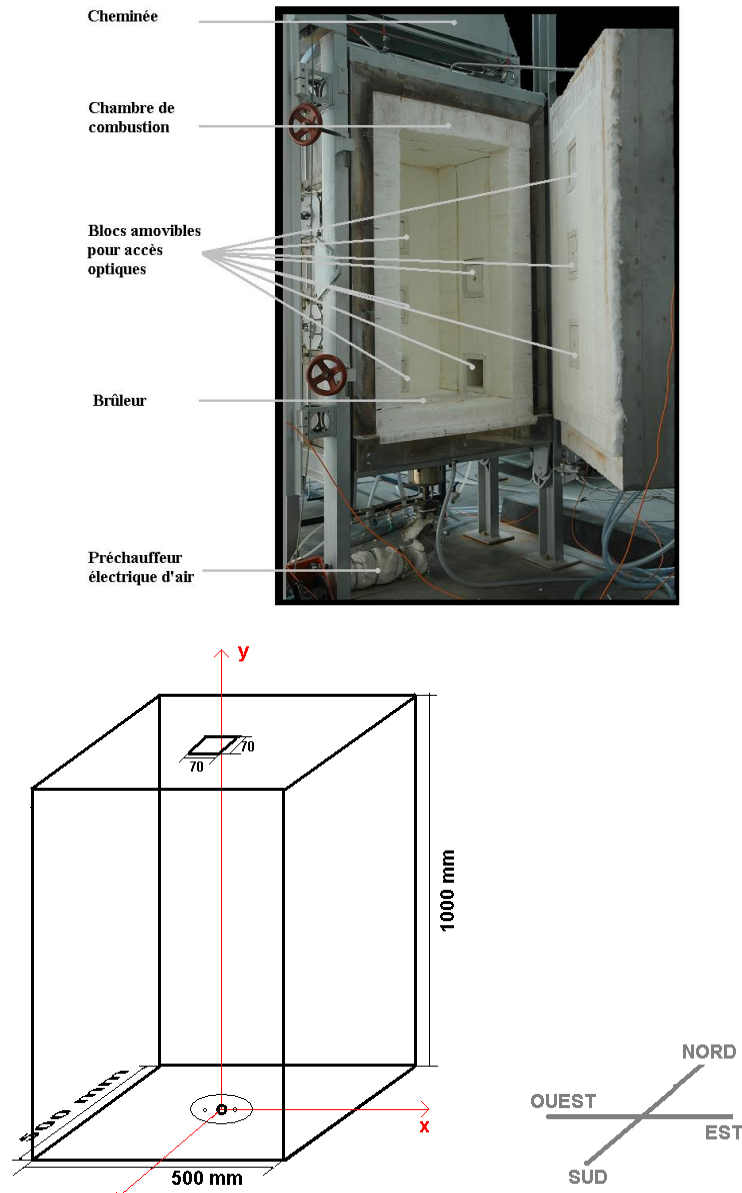 Cheminée
Chambre de
combustion
Blocs amovibles
pour accès
optiques
Brûleur
Préchauffeur
électrique d'air
y
70
70
1000 mm
500 mm
x
500 mm
NORD
OUEST
EST
SUD